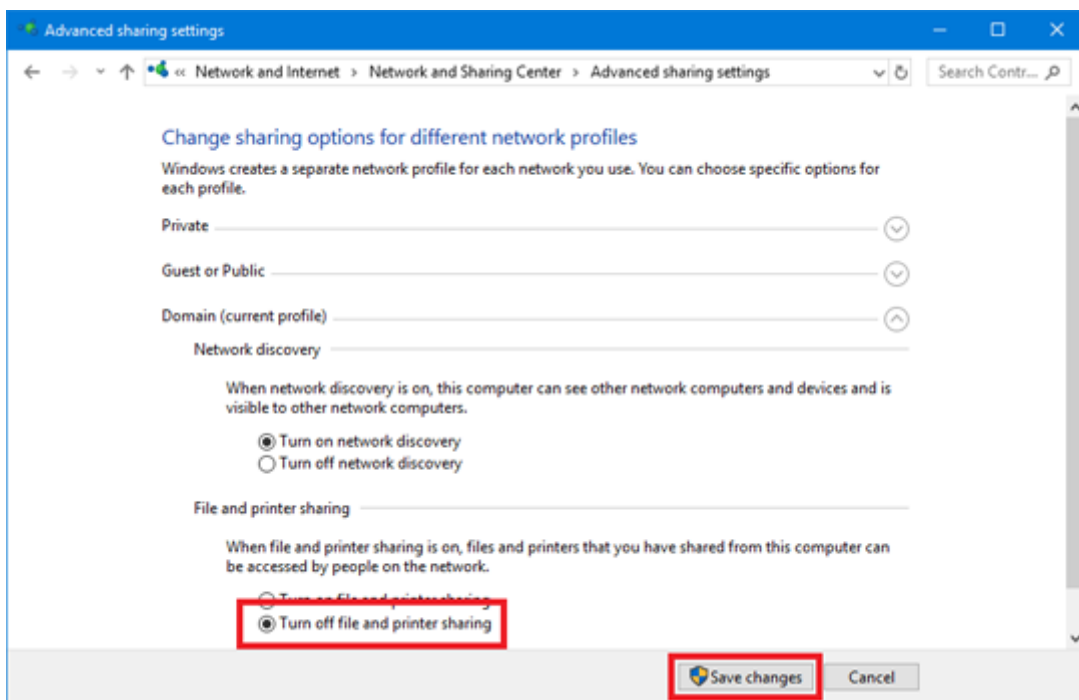 Advanced sharing settings
« Network and Internet > Network and Sharing Center > Advanced sharing settings
Search Contr...
Change sharing options for different network profiles
Windows creates a separate network profile for each network you use. You can choose specific options for
each profile.
Private
Guest or Public
Domain (current profile)
Network discovery
When network discovery is on, this computer can see other network computers and devices and is
visible to other network computers.
Turn on network discovery
Turn off network discovery
File and printer sharing
When file and printer sharing is on, files and printers that you have shared from this computer can
be accessed by people on the network.
Turn on file and printer sharing
Turn off file and printer sharing
Save changes
Cancel